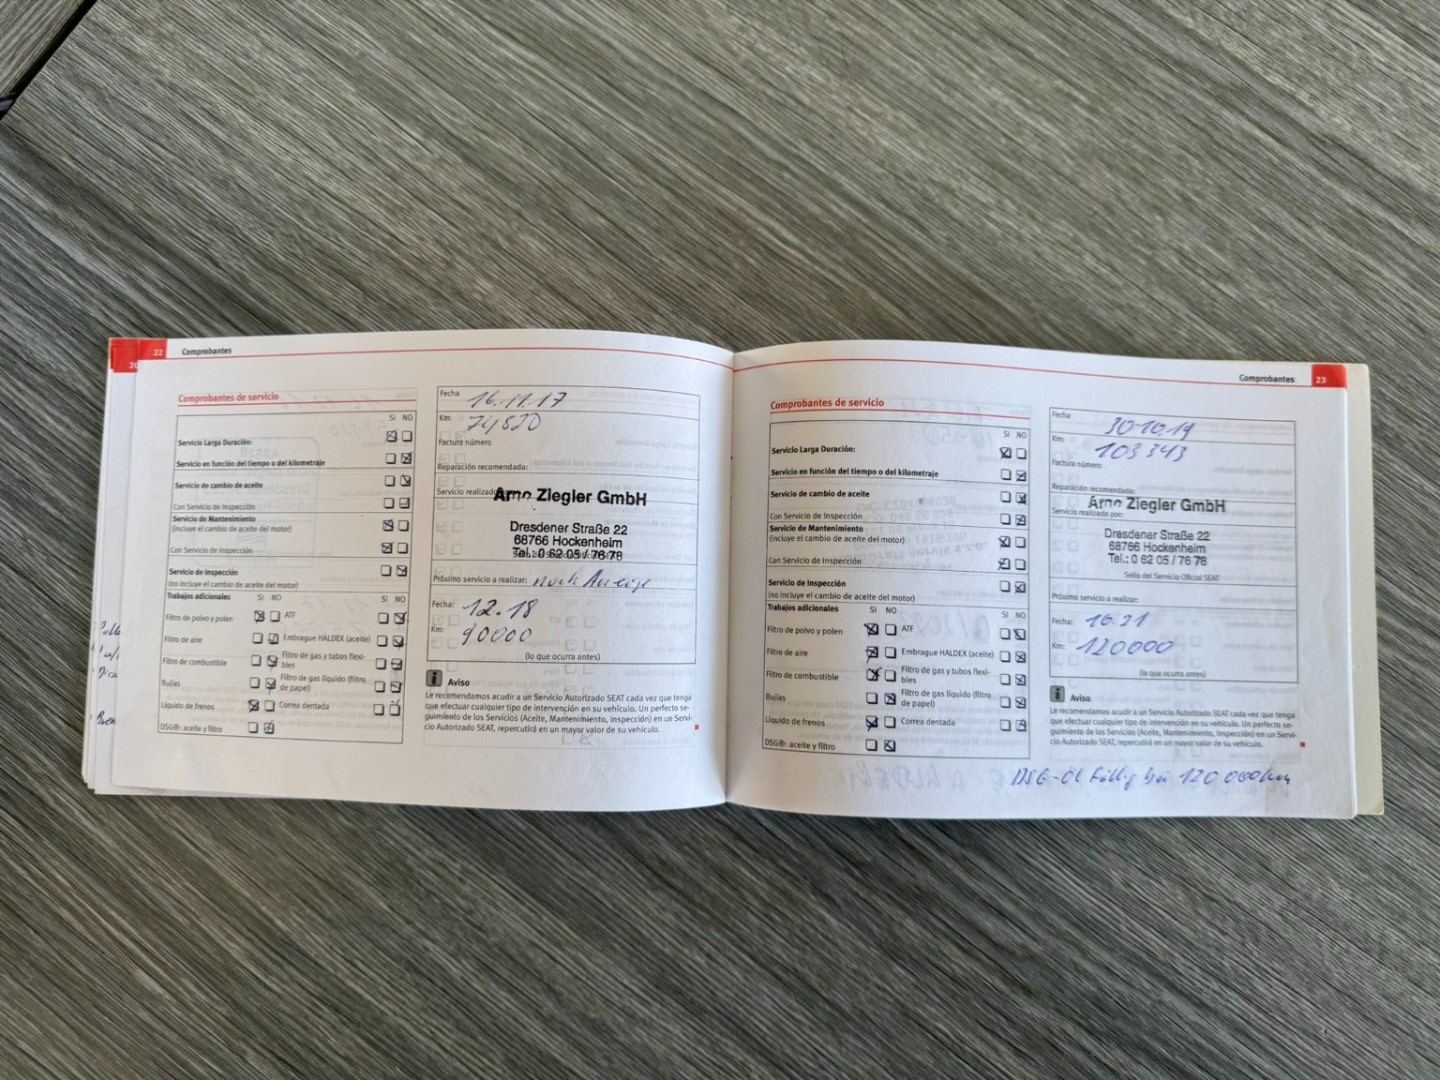 22 Comprobantes
Comprobantes de servicio
SI NO
Servicio Larga Duración:
Servicio en función del tiempo o del kilometraje
Servicio de cambio de aceite
Con Servicio de Inspección
Servicio de Mantenimiento
(incluye el cambio de aceite del motor)
Con Servicio de Inspección
Servicio de Inspección
(no incluye el cambio de aceite del motor)
Trabajos adicionales SI NO SI NO
Filtro de polvo y polen ATF
Filtro de aire Embrague HALDEX (aceite)
Filtro de combustible Filtro de gas y tubos flexi-
bles
Bujías Filtro de gas líquido (filtro
de papel)
Líquido de frenos Correa dentada
DSG®: aceite y filtro
Fecha 16.11.17
Km: 74520
Factura número
Reparación recomendada:
Servicio realizado
Arno Ziegler GmbH
Dresdener Straße 22
68766 Hockenheim
Tel.: 0 62 05 / 76 78
Próximo servicio a realizar: nach Anzeige
Fecha: 12.18
Km: 90000
(lo que ocurra antes)
i Aviso
Le recomendamos acudir a un Servicio Autorizado SEAT cada vez que tenga
que efectuar cualquier tipo de intervención en su vehículo. Un perfecto se-
guimiento de los Servicios (Aceite, Mantenimiento, Inspección) en un Servi-
cio Autorizado SEAT, repercutirá en un mayor valor de su vehículo.
Comprobantes 23
Comprobantes de servicio
SI NO
Servicio Larga Duración:
Servicio en función del tiempo o del kilometraje
Servicio de cambio de aceite
Con Servicio de Inspección
Servicio de Mantenimiento
(incluye el cambio de aceite del motor)
Con Servicio de Inspección
Servicio de Inspección
(no incluye el cambio de aceite del motor)
Trabajos adicionales SI NO SI NO
Filtro de polvo y polen ATF
Filtro de aire Embrague HALDEX (aceite)
Filtro de combustible Filtro de gas y tubos flexi-
bles
Bujías Filtro de gas líquido (filtro
de papel)
Líquido de frenos Correa dentada
DSG®: aceite y filtro
Fecha 30.10.19
Km: 103 343
Factura número
Reparación recomendada:
Arno Ziegler GmbH
Servicio realizado por:
Dresdener Straße 22
68766 Hockenheim
Tel.: 0 62 05 / 76 78
Sello del Servicio Oficial SEAT
Próximo servicio a realizar:
Fecha: 10.21
Km: 120000
(lo que ocurra antes)
i Aviso
Le recomendamos acudir a un Servicio Autorizado SEAT cada vez que tenga
que efectuar cualquier tipo de intervención en su vehículo. Un perfecto se-
guimiento de los Servicios (Aceite, Mantenimiento, Inspección) en un Servi-
cio Autorizado SEAT, repercutirá en un mayor valor de su vehículo.
DSG-Öl fällig bei 120 000km